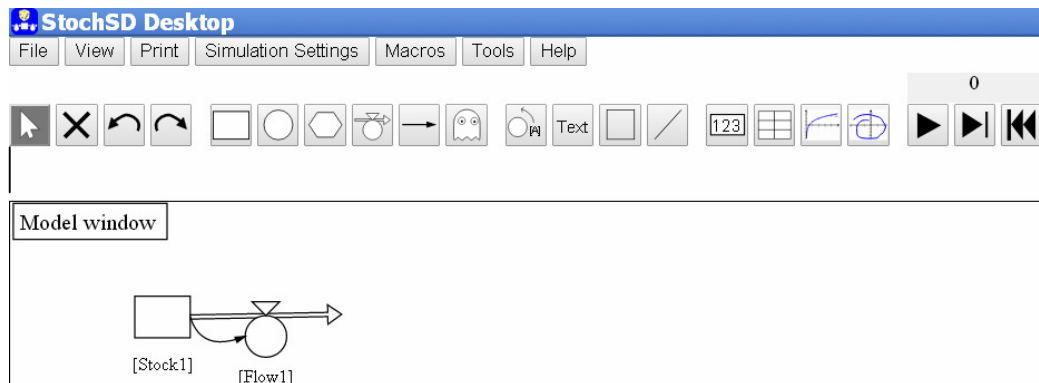 StochSD Desktop
File View Print Simulation Settings Macros Tools Help
0
[A] Text 123
Model window
[Stock1]
[Flow1]